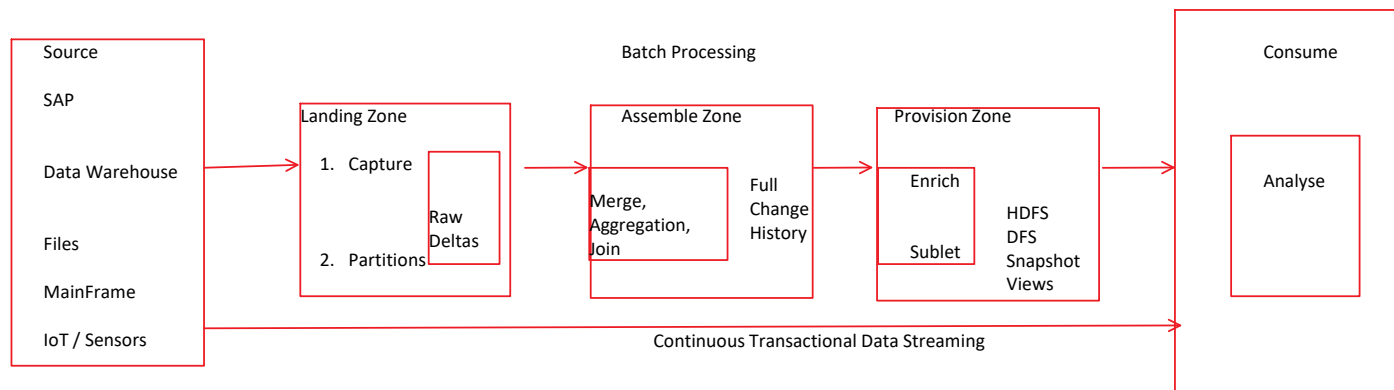 Source
SAP
Data Warehouse
Files
MainFrame
IoT / Sensors
Batch Processing
Landing Zone
1. Capture
2. Partitions
Raw
Deltas
Assemble Zone
Merge,
Aggregation,
Join
Full
Change
History
Provision Zone
Enrich
Sublet
HDFS
DFS
Snapshot
Views
Consume
Analyse
Continuous Transactional Data Streaming